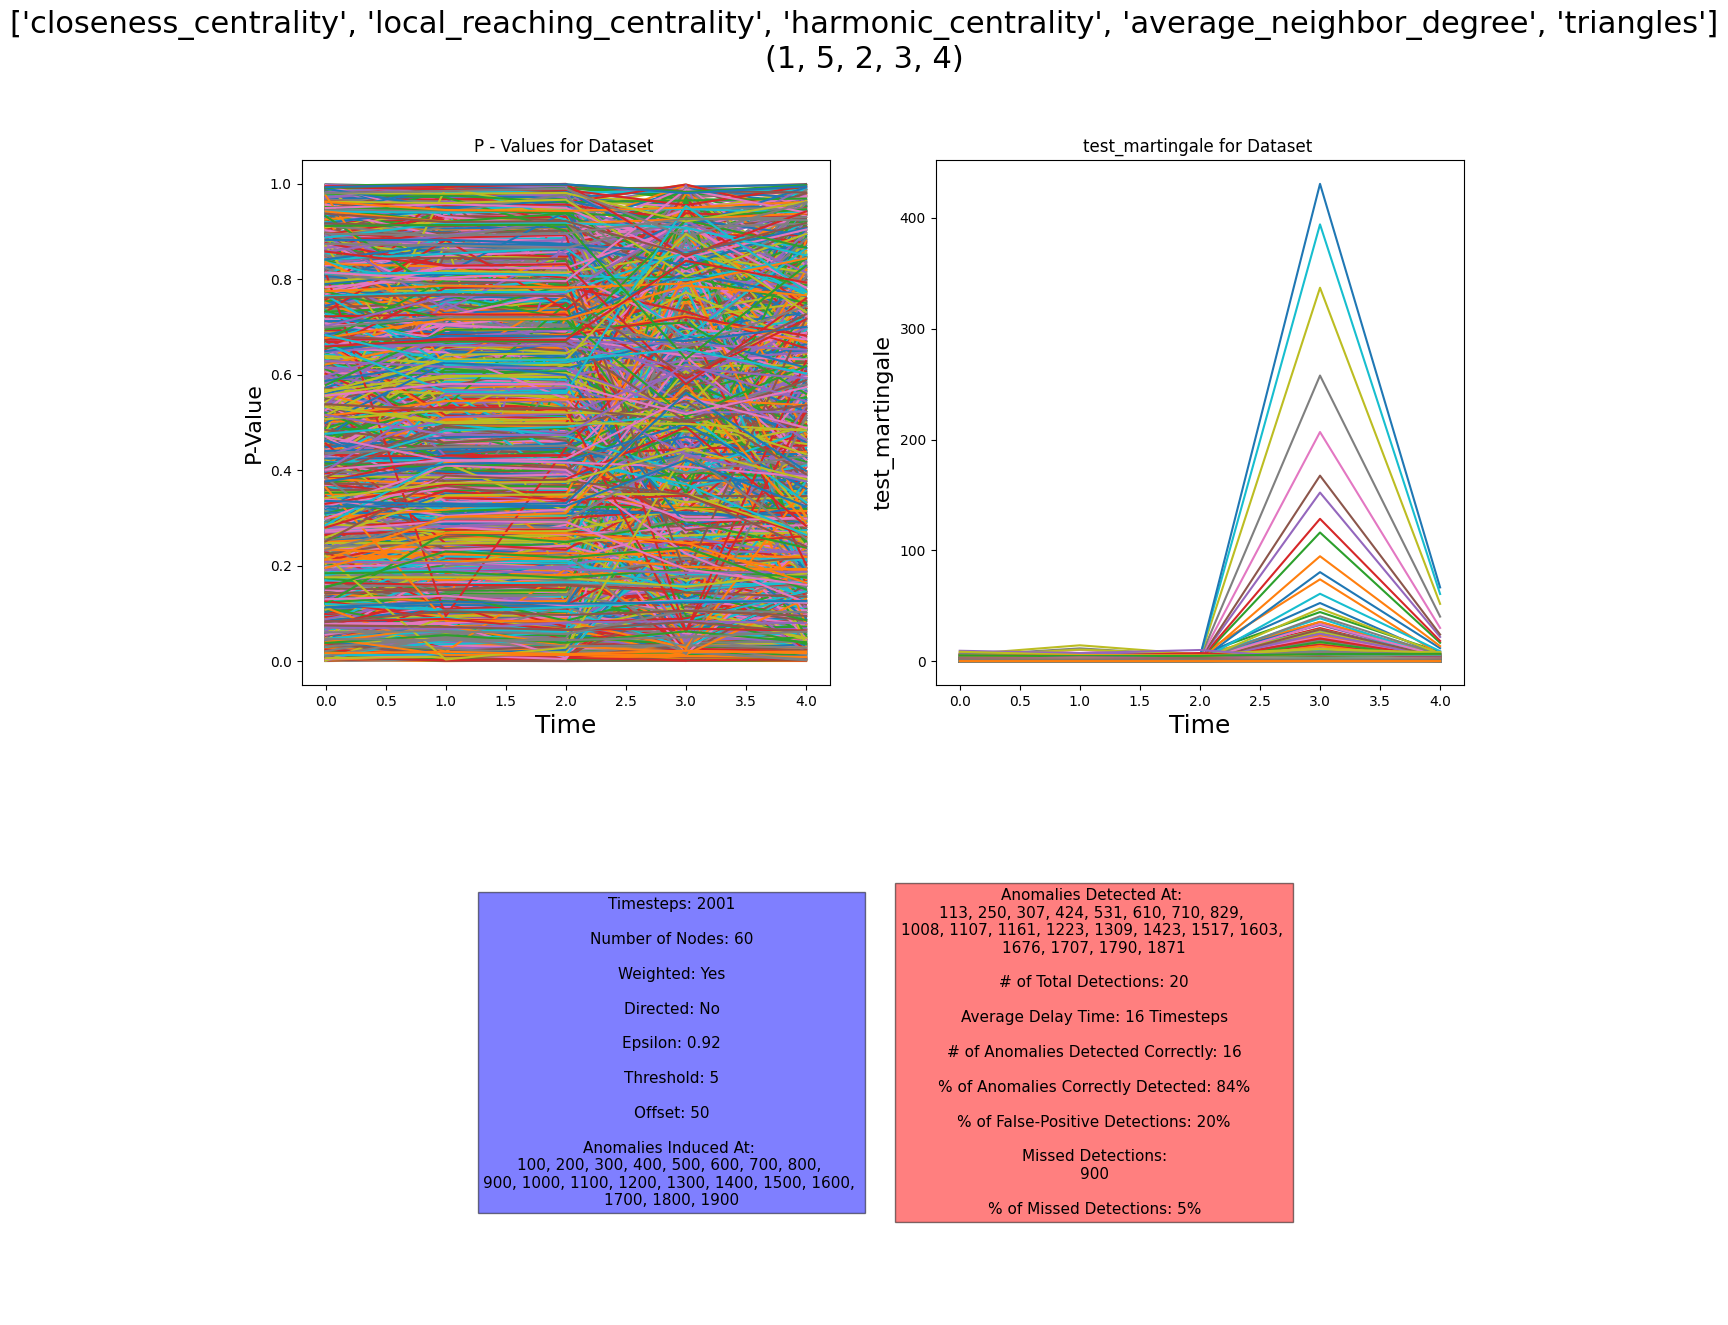 ['closeness_centrality', 'local_reaching_centrality', 'harmonic_centrality', 'average_neighbor_degree', 'triangles']
(1, 5, 2, 3, 4)
P - Values for Dataset
1.0
0.8
0.6
0.4
0.2
0.0
P-Value
0.0 0.5 1.0 1.5 2.0 2.5 3.0 3.5 4.0
Time
test_martingale for Dataset
400
300
200
100
0
test_martingale
0.0 0.5 1.0 1.5 2.0 2.5 3.0 3.5 4.0
Time
Timesteps: 2001
Number of Nodes: 60
Weighted: Yes
Directed: No
Epsilon: 0.92
Threshold: 5
Offset: 50
Anomalies Induced At:
100, 200, 300, 400, 500, 600, 700, 800,
900, 1000, 1100, 1200, 1300, 1400, 1500, 1600,
1700, 1800, 1900
Anomalies Detected At:
113, 250, 307, 424, 531, 610, 710, 829,
1008, 1107, 1161, 1223, 1309, 1423, 1517, 1603,
1676, 1707, 1790, 1871
# of Total Detections: 20
Average Delay Time: 16 Timesteps
# of Anomalies Detected Correctly: 16
% of Anomalies Correctly Detected: 84%
% of False-Positive Detections: 20%
Missed Detections:
900
% of Missed Detections: 5%